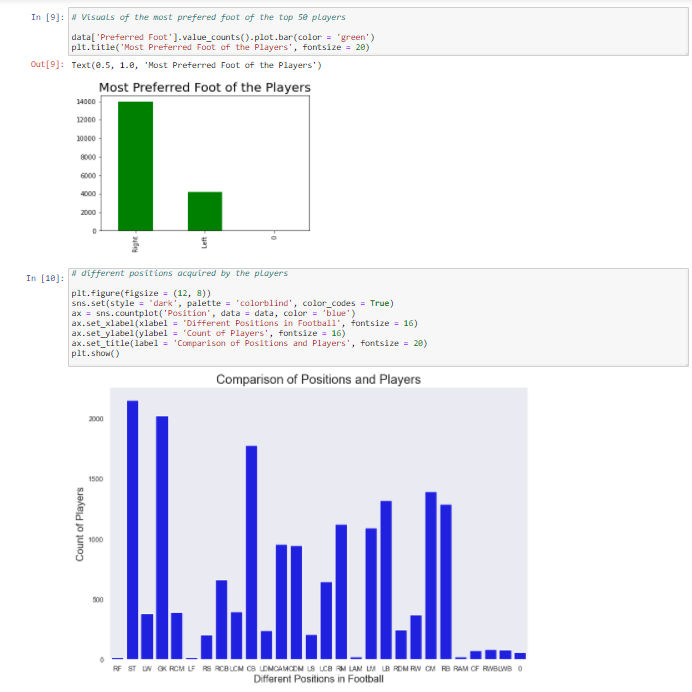 In [9]: # Visuals of the most prefered foot of the top 50 players
data['Preferred Foot'].value_counts().plot.bar(color = 'green')
plt.title('Most Preferred Foot of the Players', fontsize = 20)
Out[9]: Text(0.5, 1.0, 'Most Preferred Foot of the Players')
Most Preferred Foot of the Players
14000
12000
10000
8000
6000
4000
2000
0
Right Left 0
In [10]: # different positions acquired by the players
plt.figure(figsize = (12, 8))
sns.set(style = 'dark', palette = 'colorblind', color_codes = True)
ax = sns.countplot('Position', data = data, color = 'blue')
ax.set_xlabel(xlabel = 'Different Positions in Football', fontsize = 16)
ax.set_ylabel(ylabel = 'Count of Players', fontsize = 16)
ax.set_title(label = 'Comparison of Positions and Players', fontsize = 20)
plt.show()
Comparison of Positions and Players
Count of Players
2000
1500
1000
500
0
RF ST LW GK RCM LF RS RCB LCM CB LDM CAM CDM LS LCB RM LAM LM LB RDM RW CM RB RAM CF RWB LWB 0
Different Positions in Football